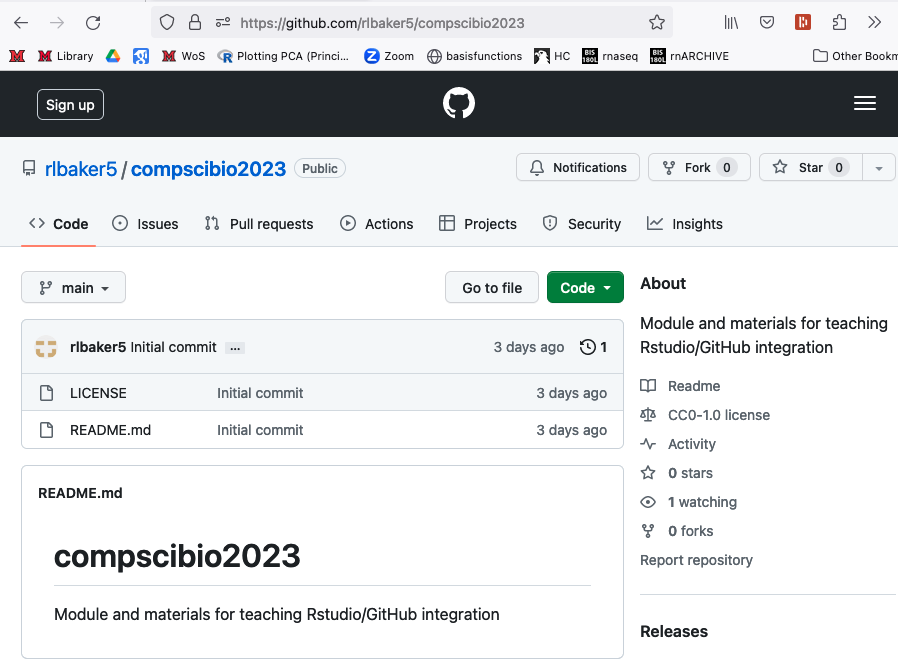 https://github.com/rlbaker5/compscibio2023
Library
WoS
Plotting PCA (Princi...
Zoom
basisfunctions
HC
BIS 180L
rnaseq
BIS 180L
rnARCHIVE
Other Bookm
Sign up
rlbaker5 / compscibio2023 Public
Notifications
Fork 0
Star 0
Code
Issues
Pull requests
Actions
Projects
Security
Insights
main
Go to file
Code
rlbaker5 Initial commit ... 3 days ago 1
LICENSE Initial commit 3 days ago
README.md Initial commit 3 days ago
README.md
compscibio2023
Module and materials for teaching Rstudio/GitHub integration
About
Module and materials for teaching
Rstudio/GitHub integration
Readme
CC0-1.0 license
Activity
0 stars
1 watching
0 forks
Report repository
Releases